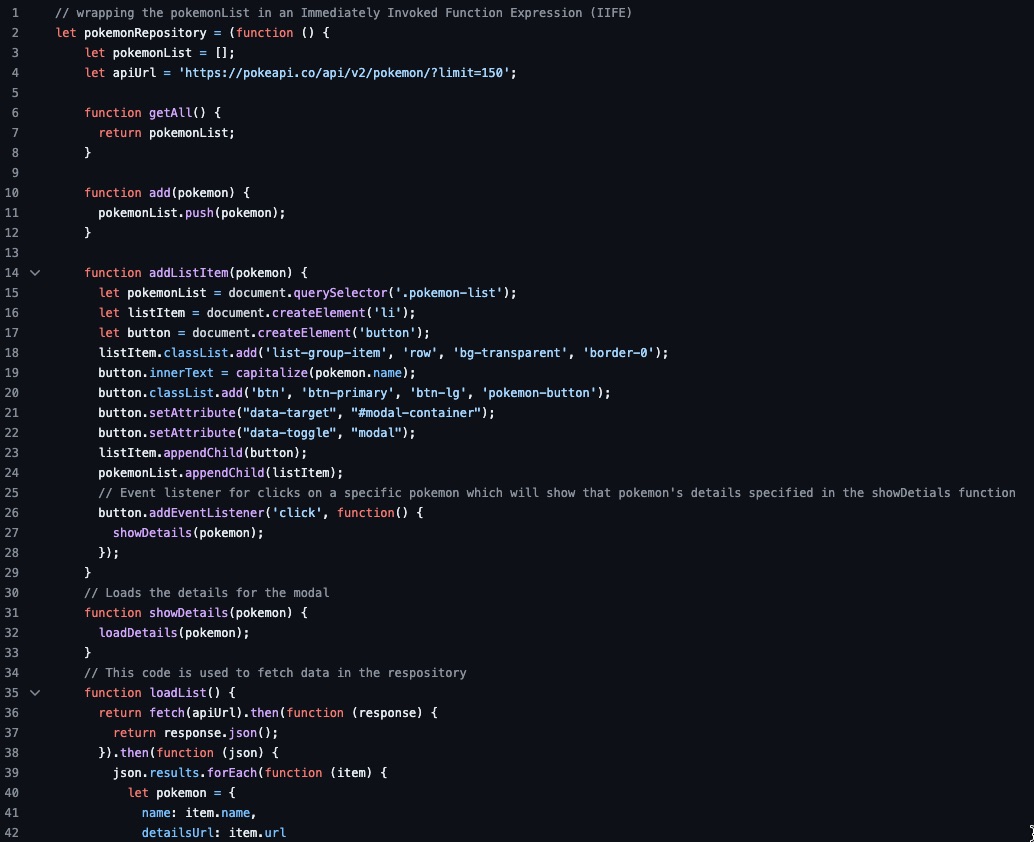 1 // wrapping the pokemonList in an Immediately Invoked Function Expression (IIFE)
2 let pokemonRepository = (function () {
3 let pokemonList = [];
4 let apiUrl = 'https://pokeapi.co/api/v2/pokemon/?limit=150';
5
6 function getAll() {
7 return pokemonList;
8 }
9
10 function add(pokemon) {
11 pokemonList.push(pokemon);
12 }
13
14 function addListItem(pokemon) {
15 let pokemonList = document.querySelector('.pokemon-list');
16 let listItem = document.createElement('li');
17 let button = document.createElement('button');
18 listItem.classList.add('list-group-item', 'row', 'bg-transparent', 'border-0');
19 button.innerText = capitalize(pokemon.name);
20 button.classList.add('btn', 'btn-primary', 'btn-lg', 'pokemon-button');
21 button.setAttribute("data-target", "#modal-container");
22 button.setAttribute("data-toggle", "modal");
23 listItem.appendChild(button);
24 pokemonList.appendChild(listItem);
25 // Event listener for clicks on a specific pokemon which will show that pokemon's details specified in the showDetials function
26 button.addEventListener('click', function() {
27 showDetails(pokemon);
28 });
29 }
30 // Loads the details for the modal
31 function showDetails(pokemon) {
32 loadDetails(pokemon);
33 }
34 // This code is used to fetch data in the respository
35 function loadList() {
36 return fetch(apiUrl).then(function (response) {
37 return response.json();
38 }).then(function (json) {
39 json.results.forEach(function (item) {
40 let pokemon = {
41 name: item.name,
42 detailsUrl: item.url